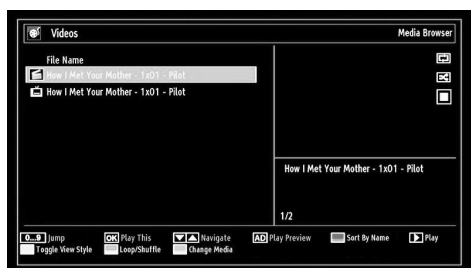 Videos
Media Browser
File Name
How I Met Your Mother - 1x01 - Pilot
How I Met Your Mother - 1x01 - Pilot
How I Met Your Mother - 1x01 - Pilot
1/2
0...9 Jump OK Play This Navigate AD Play Preview Sort By Name Play
Toggle View Style Loop/Shuffle Change Media